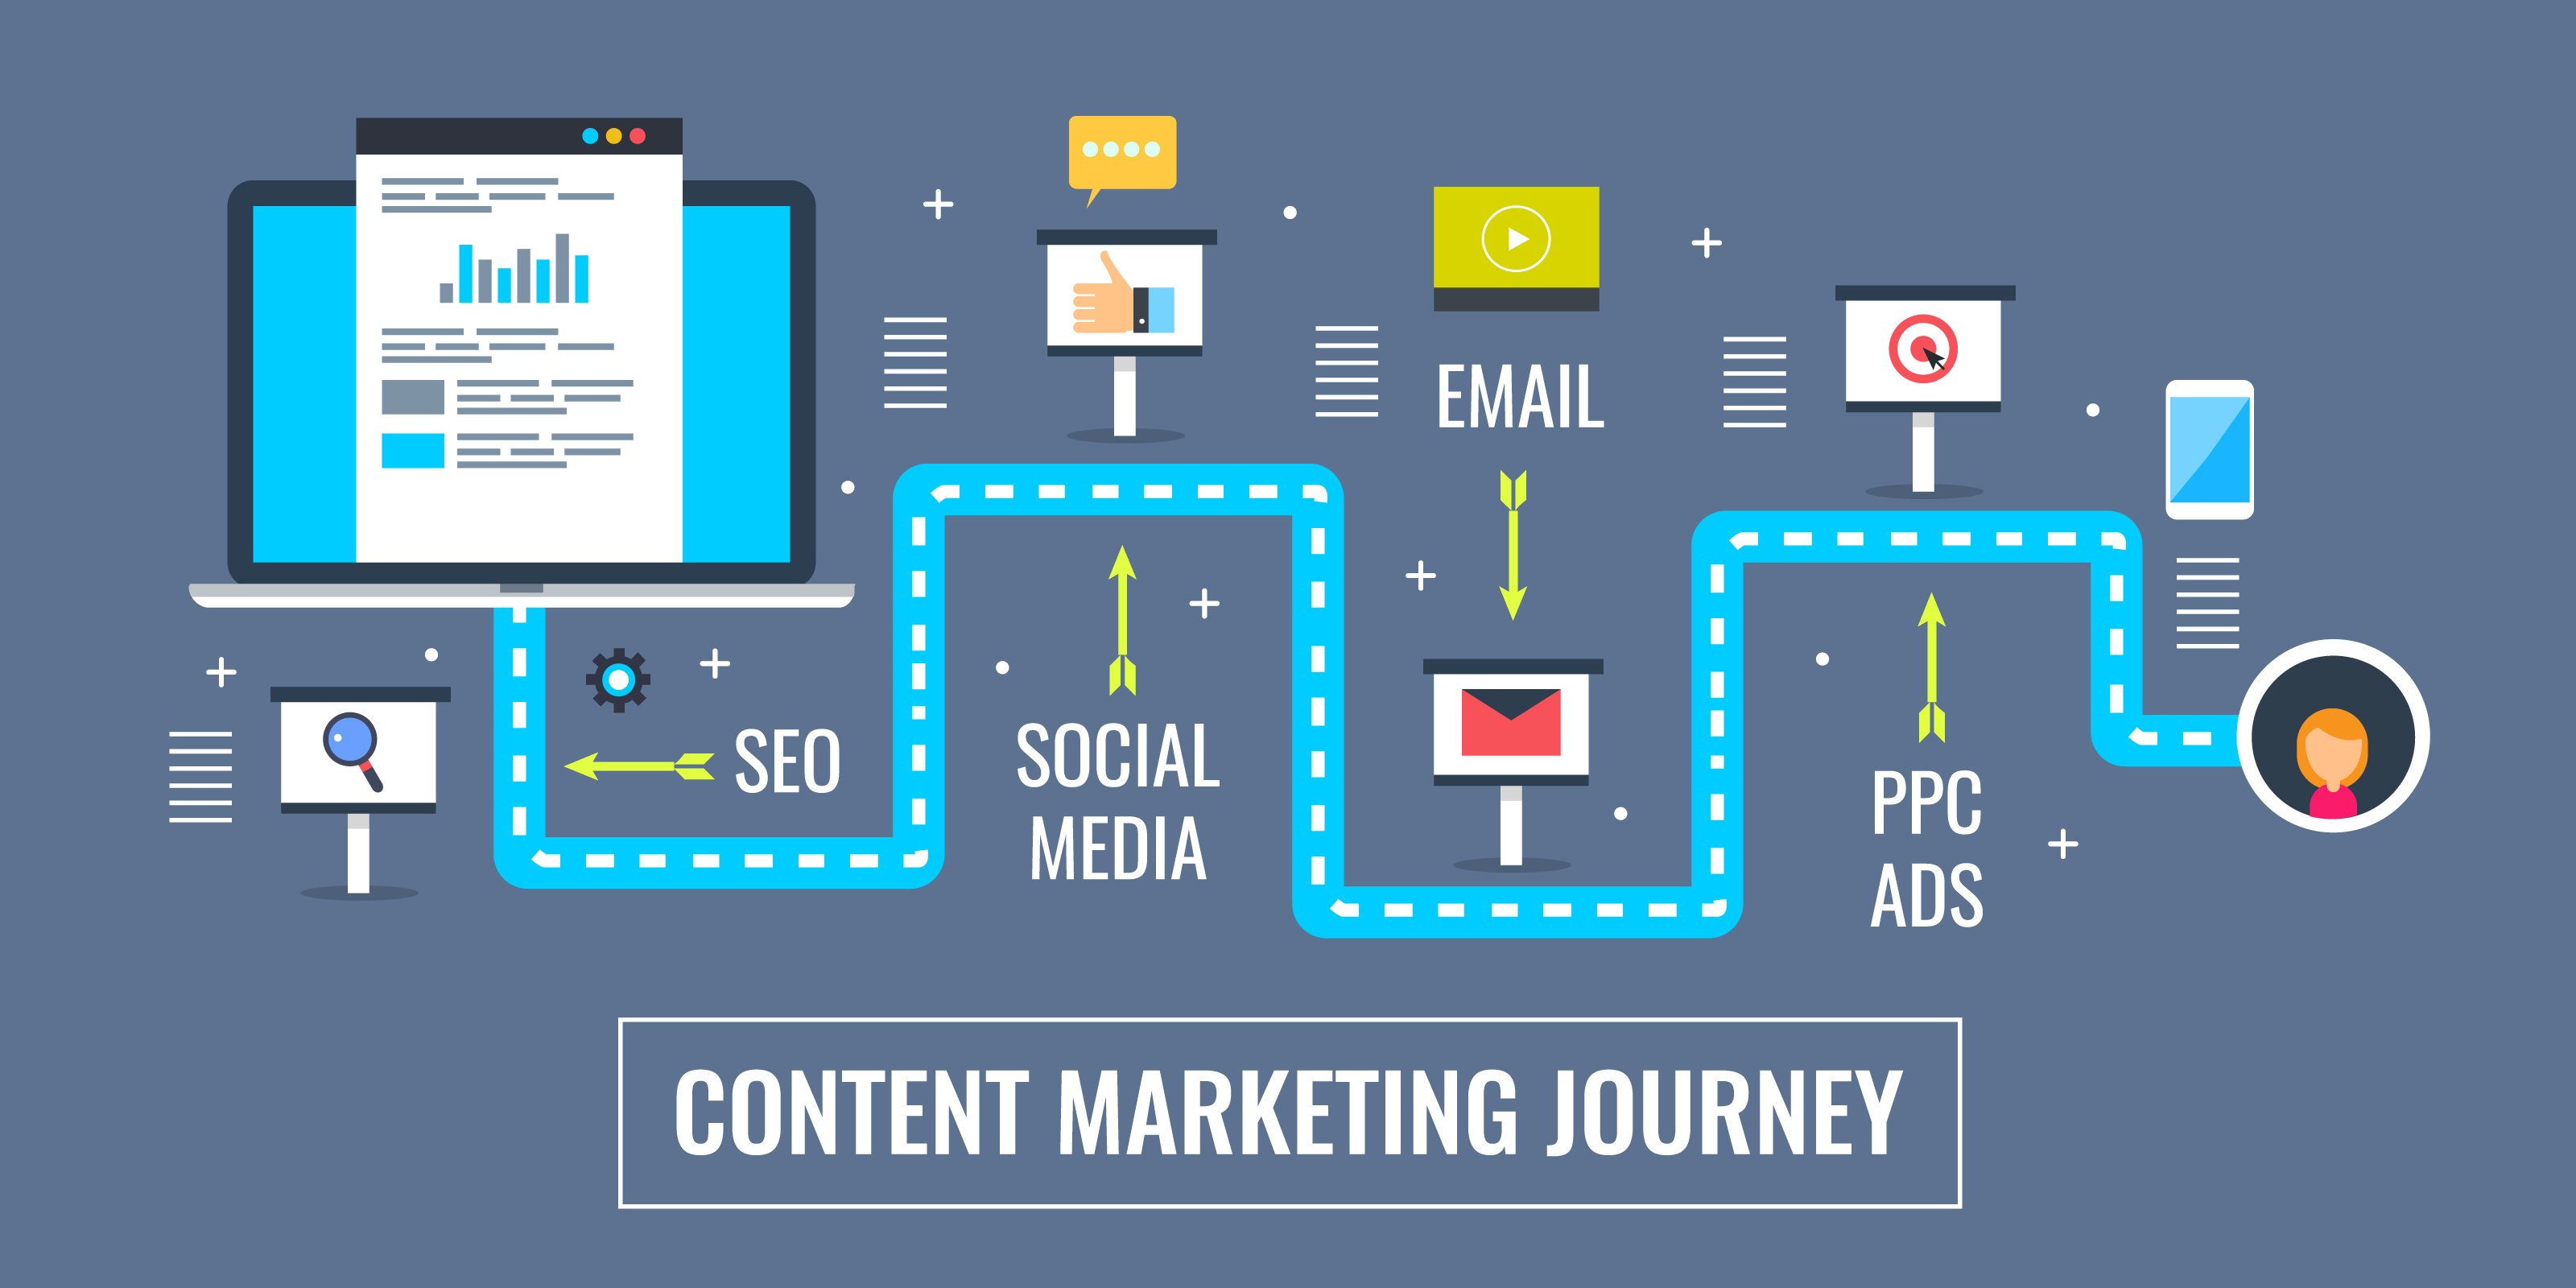 EMAIL
SEO
SOCIAL
MEDIA
PPC
ADS
CONTENT MARKETING JOURNEY